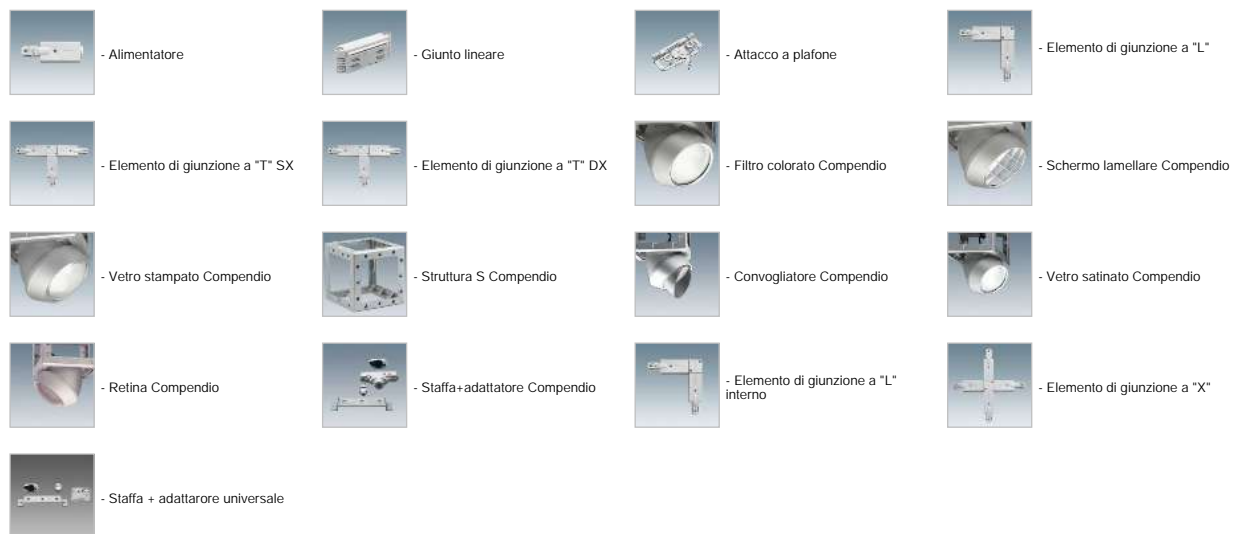 - Alimentatore
- Giunto lineare
- Attacco a plafone
- Elemento di giunzione a "L"
- Elemento di giunzione a "T" SX
- Elemento di giunzione a "T" DX
- Filtro colorato Compendio
- Schermo lamellare Compendio
- Vetro stampato Compendio
- Struttura S Compendio
- Convogliatore Compendio
- Vetro satinato Compendio
- Retina Compendio
- Staffa+adattatore Compendio
- Elemento di giunzione a "L"
interno
- Elemento di giunzione a "X"
- Staffa + adattarore universale